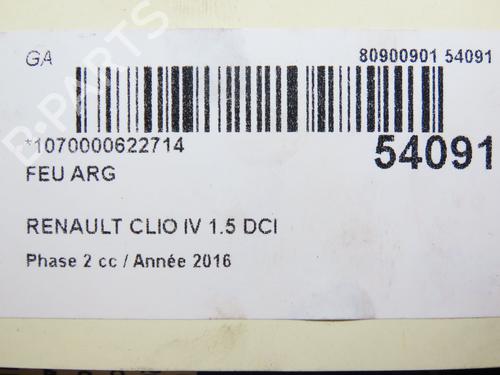 GA
80900901 54091
*1070000622714
54091
FEU ARG
RENAULT CLIO IV 1.5 DCI
Phase 2 cc / Année 2016
B-PARTS